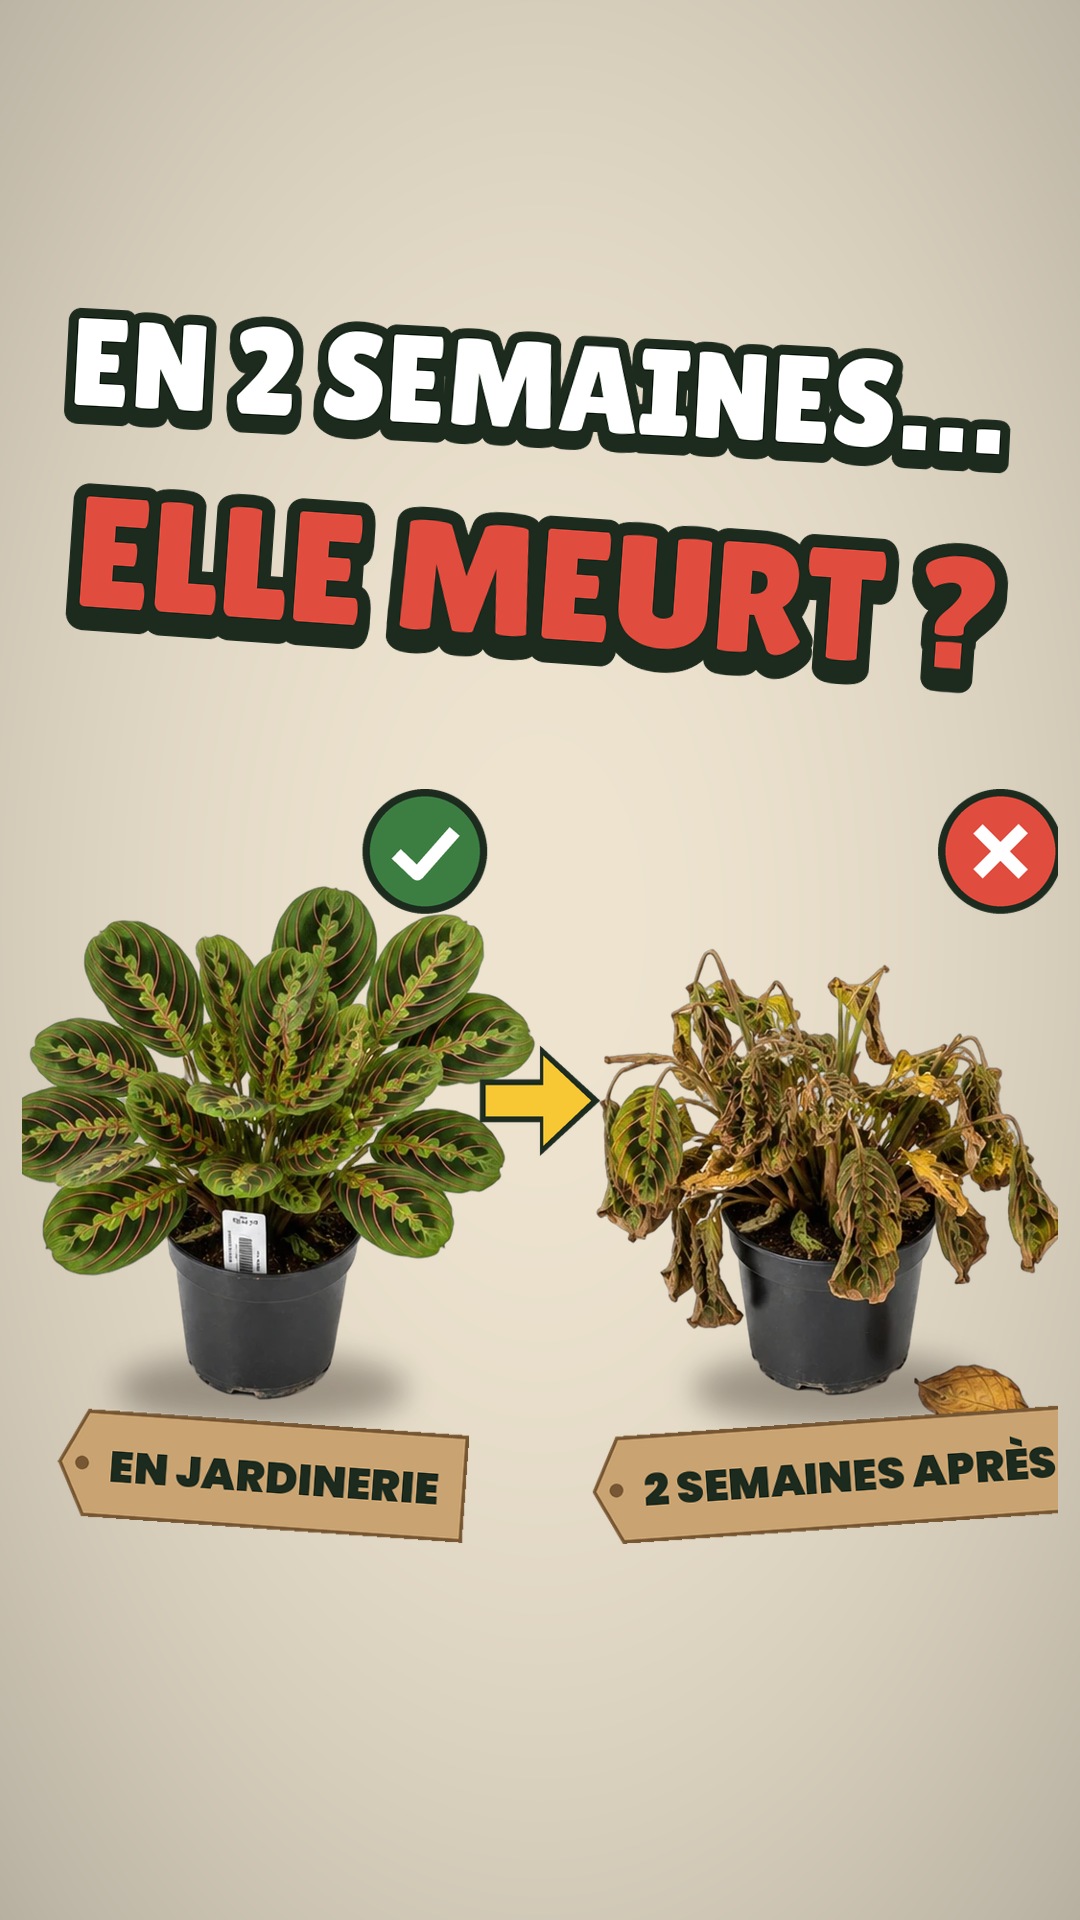 EN 2 SEMAINES...
ELLE MEURT ?
EN JARDINERIE
2 SEMAINES APRÈS